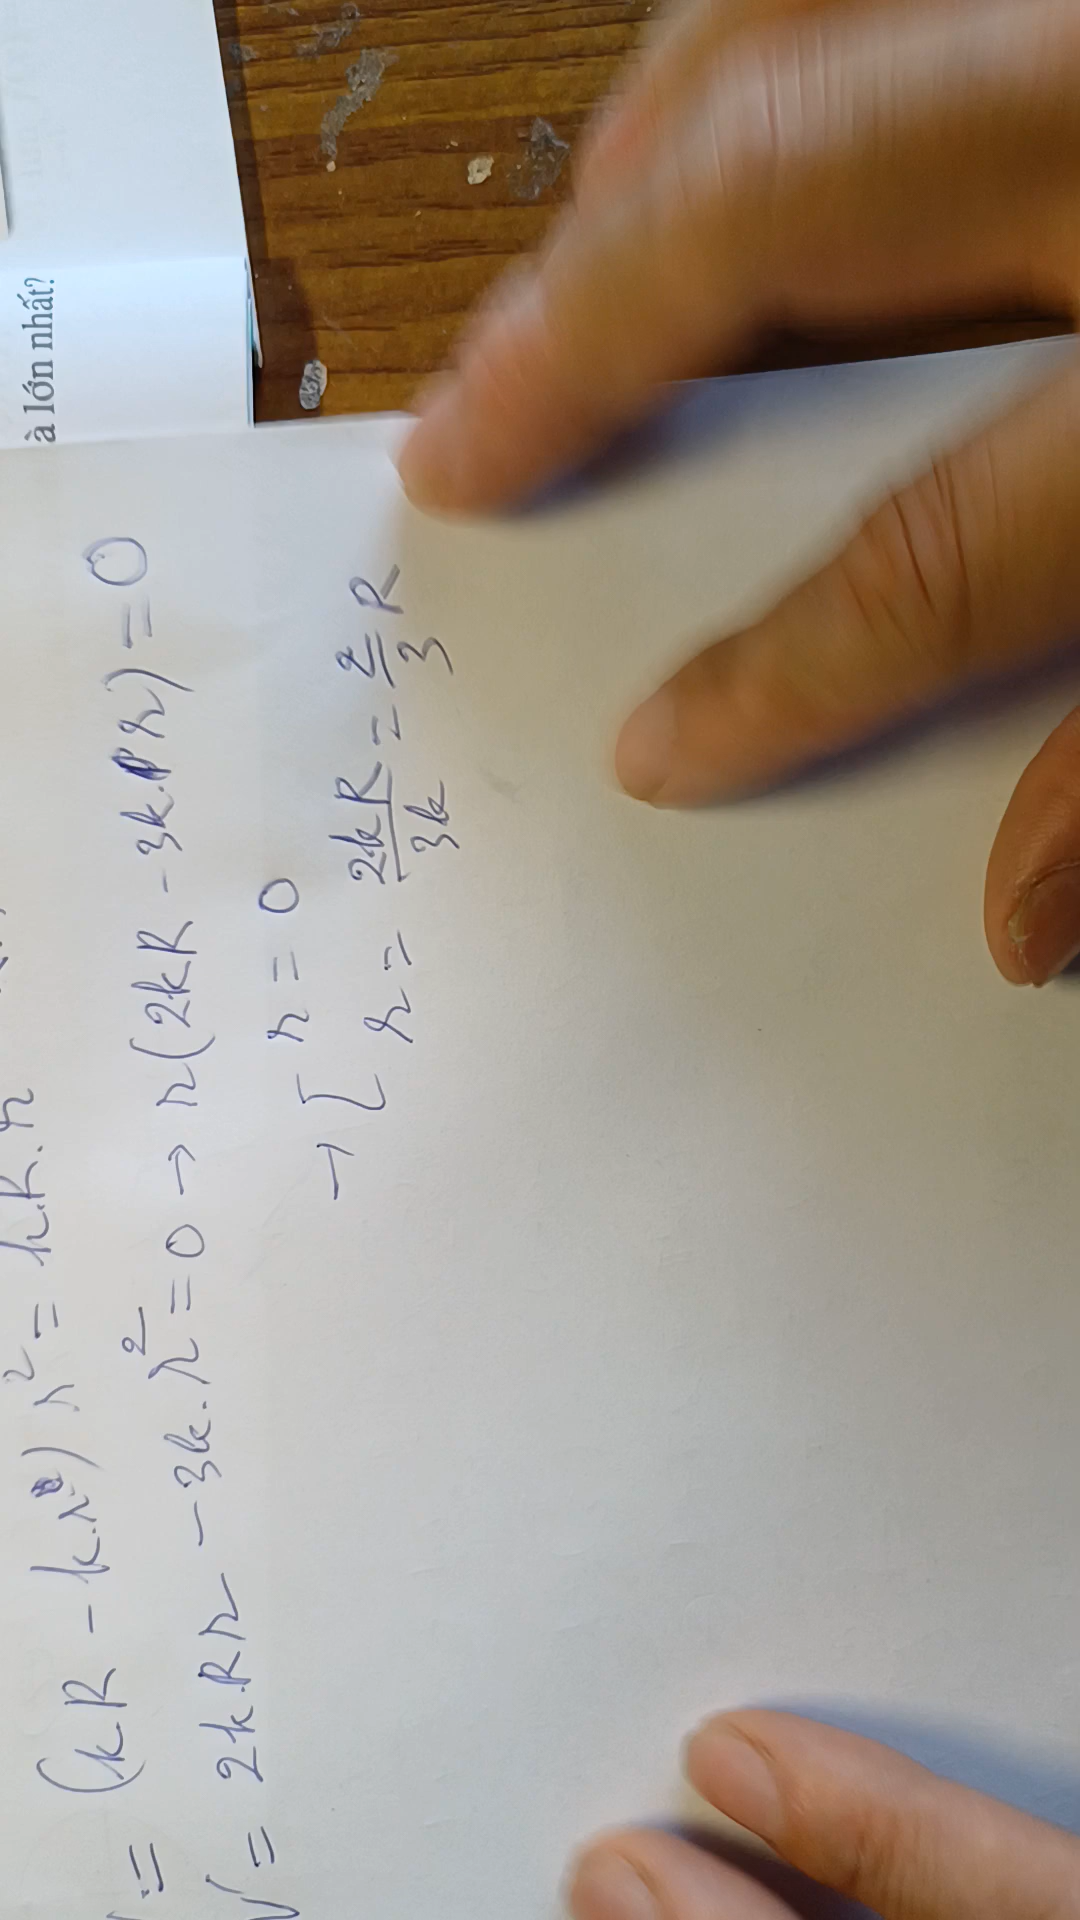 à lớn nhất?
= (kR - k.r) r² = k.R.r
V' = 2k.Rr - 3k.r² = 0 → r(2kR - 3k.r) = 0
→ [ r = 0
r = 2kR/3k = 2/3 R